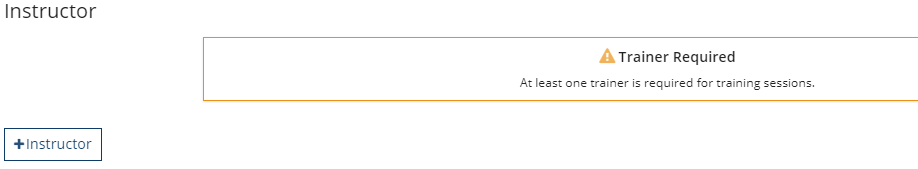 Instructor
Trainer Required
At least one trainer is required for training sessions.
+Instructor